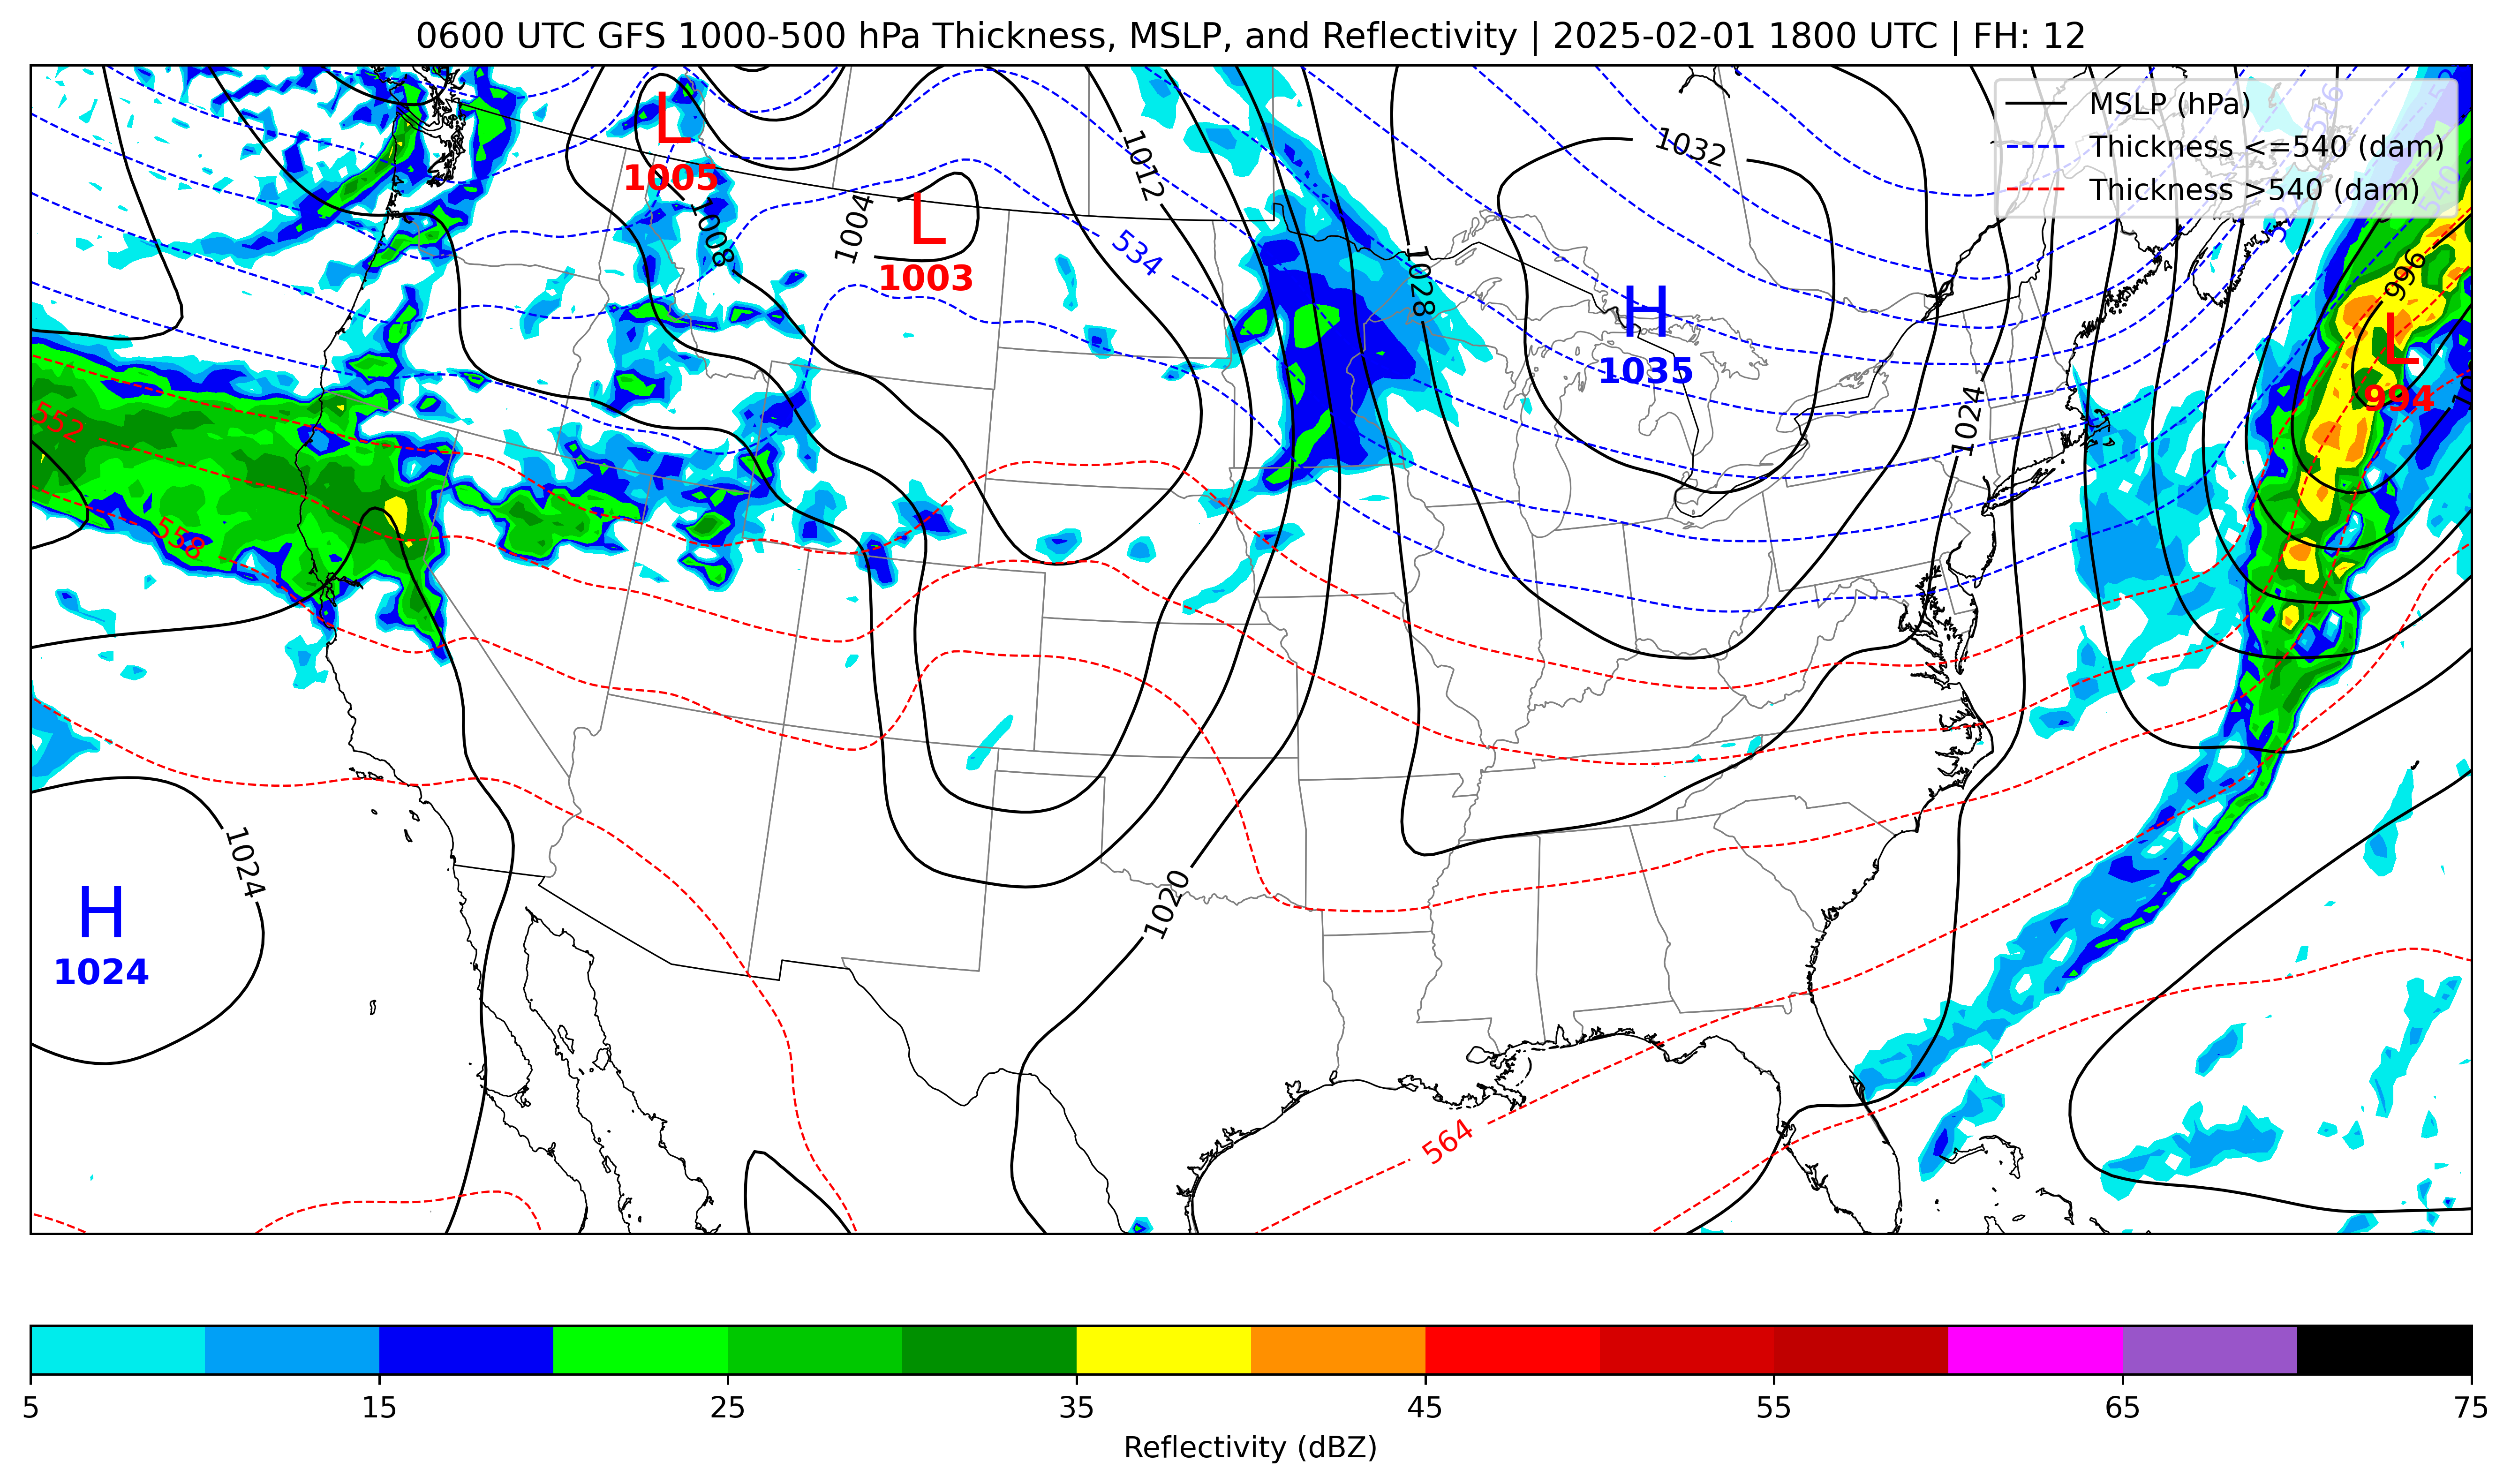 0600 UTC GFS 1000-500 hPa Thickness, MSLP, and Reflectivity | 2025-02-01 1800 UTC | FH: 12
MSLP (hPa)
Thickness <=540 (dam)
Thickness >540 (dam)
L
1005
1008
L
1003
1004
1012
534
1028
1032
H
1035
1024
516
522
540
996
L
994
552
558
1024
H
1024
1020
564
5
15
25
35
45
55
65
75
Reflectivity (dBZ)